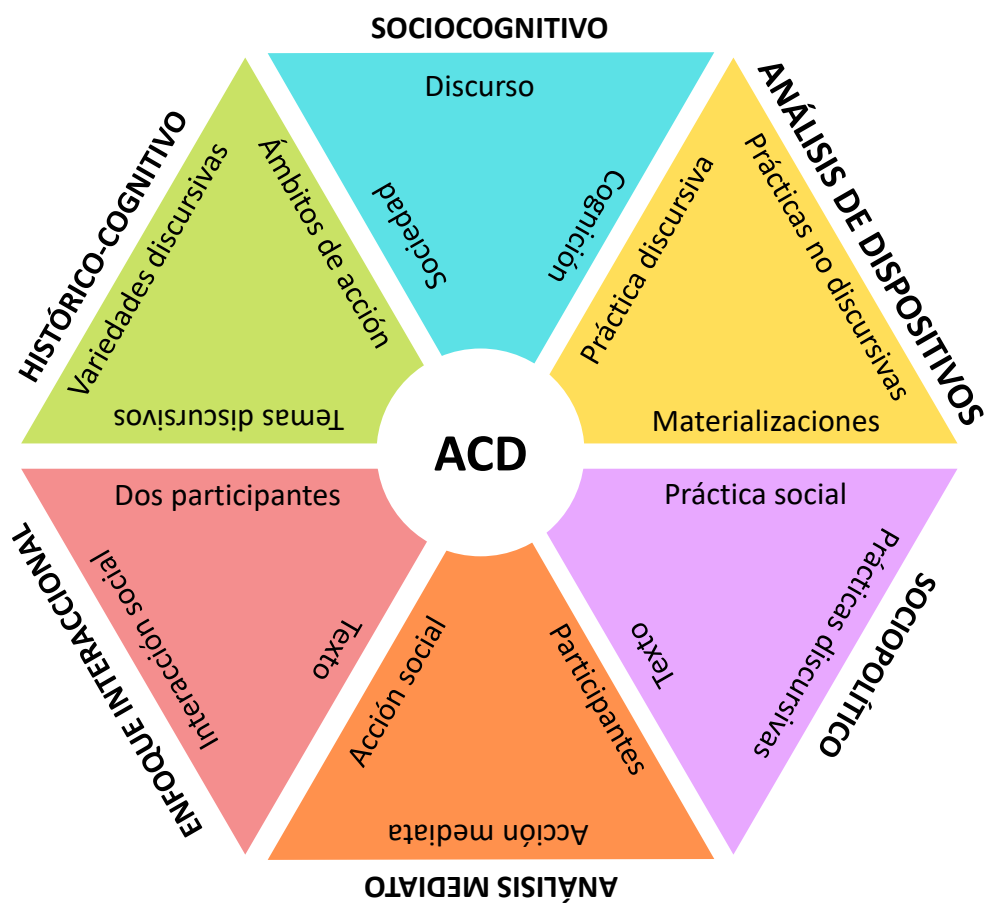 SOCIOCOGNITIVO
Discurso
Sociedad
Cognición
ANÁLISIS DE DISPOSITIVOS
Práctica discursiva
Prácticas no discursivas
Materializaciones
SOCIOPOLÍTICO
Práctica social
Prácticas discursivas
Texto
ANÁLISIS MEDIATO
Acción social
Participantes
Acción mediata
ENFOQUE INTERACCIONAL
Dos participantes
Interacción social
Texto
HISTÓRICO-COGNITIVO
Variedades discursivas
Ámbitos de acción
Temas discursivos
ACD